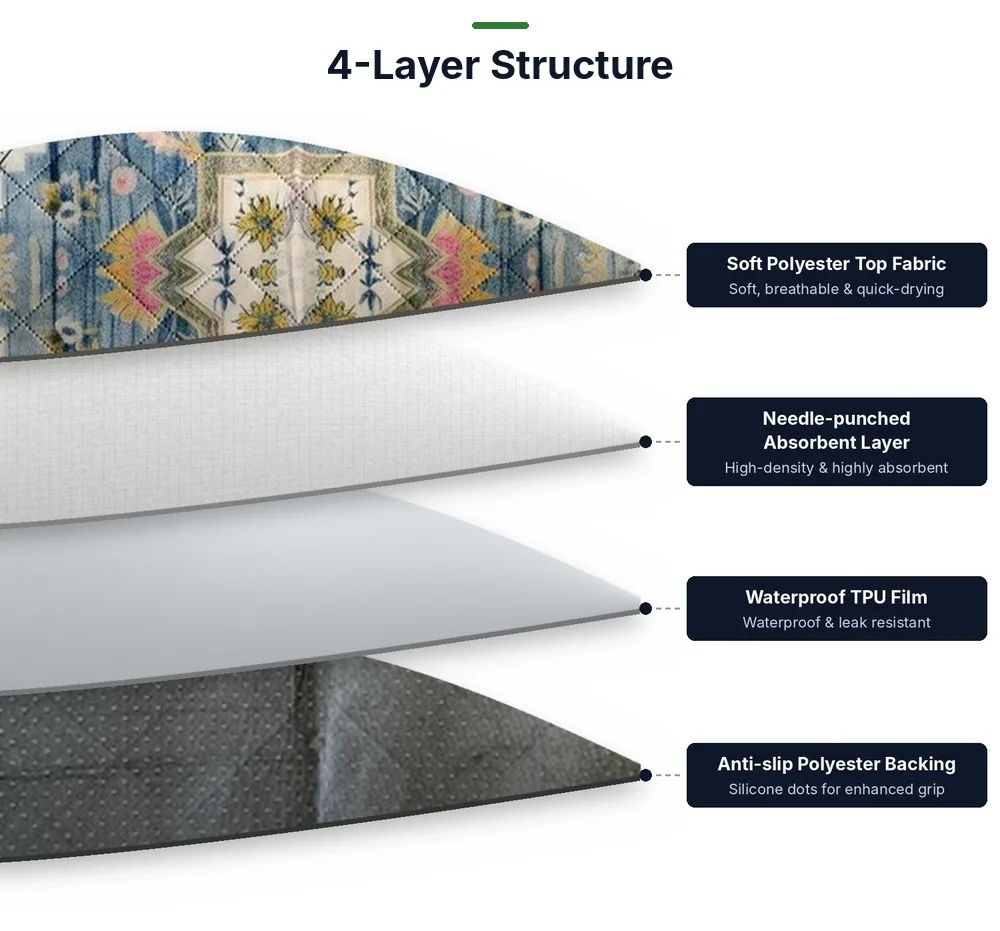 4-Layer Structure
Soft Polyester Top Fabric
Soft, breathable & quick-drying
Needle-punched
Absorbent Layer
High-density & highly absorbent
Waterproof TPU Film
Waterproof & leak resistant
Anti-slip Polyester Backing
Silicone dots for enhanced grip